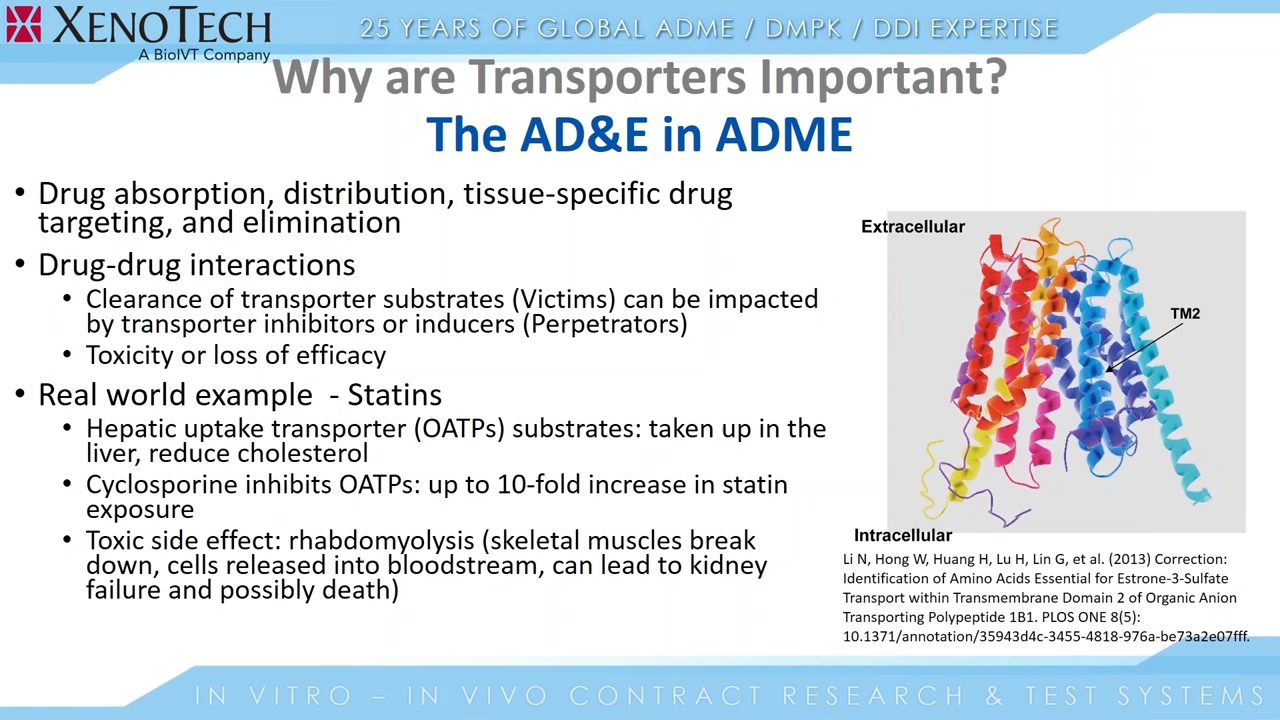 XENOTECH
A BioIVT Company
25 YEARS OF GLOBAL ADME / DMPK / DDI EXPERTISE
Why are Transporters Important?
The AD&E in ADME
• Drug absorption, distribution, tissue-specific drug
targeting, and elimination
• Drug-drug interactions
• Clearance of transporter substrates (Victims) can be impacted
by transporter inhibitors or inducers (Perpetrators)
• Toxicity or loss of efficacy
• Real world example - Statins
• Hepatic uptake transporter (OATPs) substrates: taken up in the
liver, reduce cholesterol
• Cyclosporine inhibits OATPs: up to 10-fold increase in statin
exposure
• Toxic side effect: rhabdomyolysis (skeletal muscles break
down, cells released into bloodstream, can lead to kidney
failure and possibly death)
Extracellular
TM2
Intracellular
Li N, Hong W, Huang H, Lu H, Lin G, et al. (2013) Correction:
Identification of Amino Acids Essential for Estrone-3-Sulfate
Transport within Transmembrane Domain 2 of Organic Anion
Transporting Polypeptide 1B1. PLOS ONE 8(5):
10.1371/annotation/35943d4c-3455-4818-976a-be73a2e07fff.
IN VITRO – IN VIVO CONTRACT RESEARCH & TEST SYSTEMS